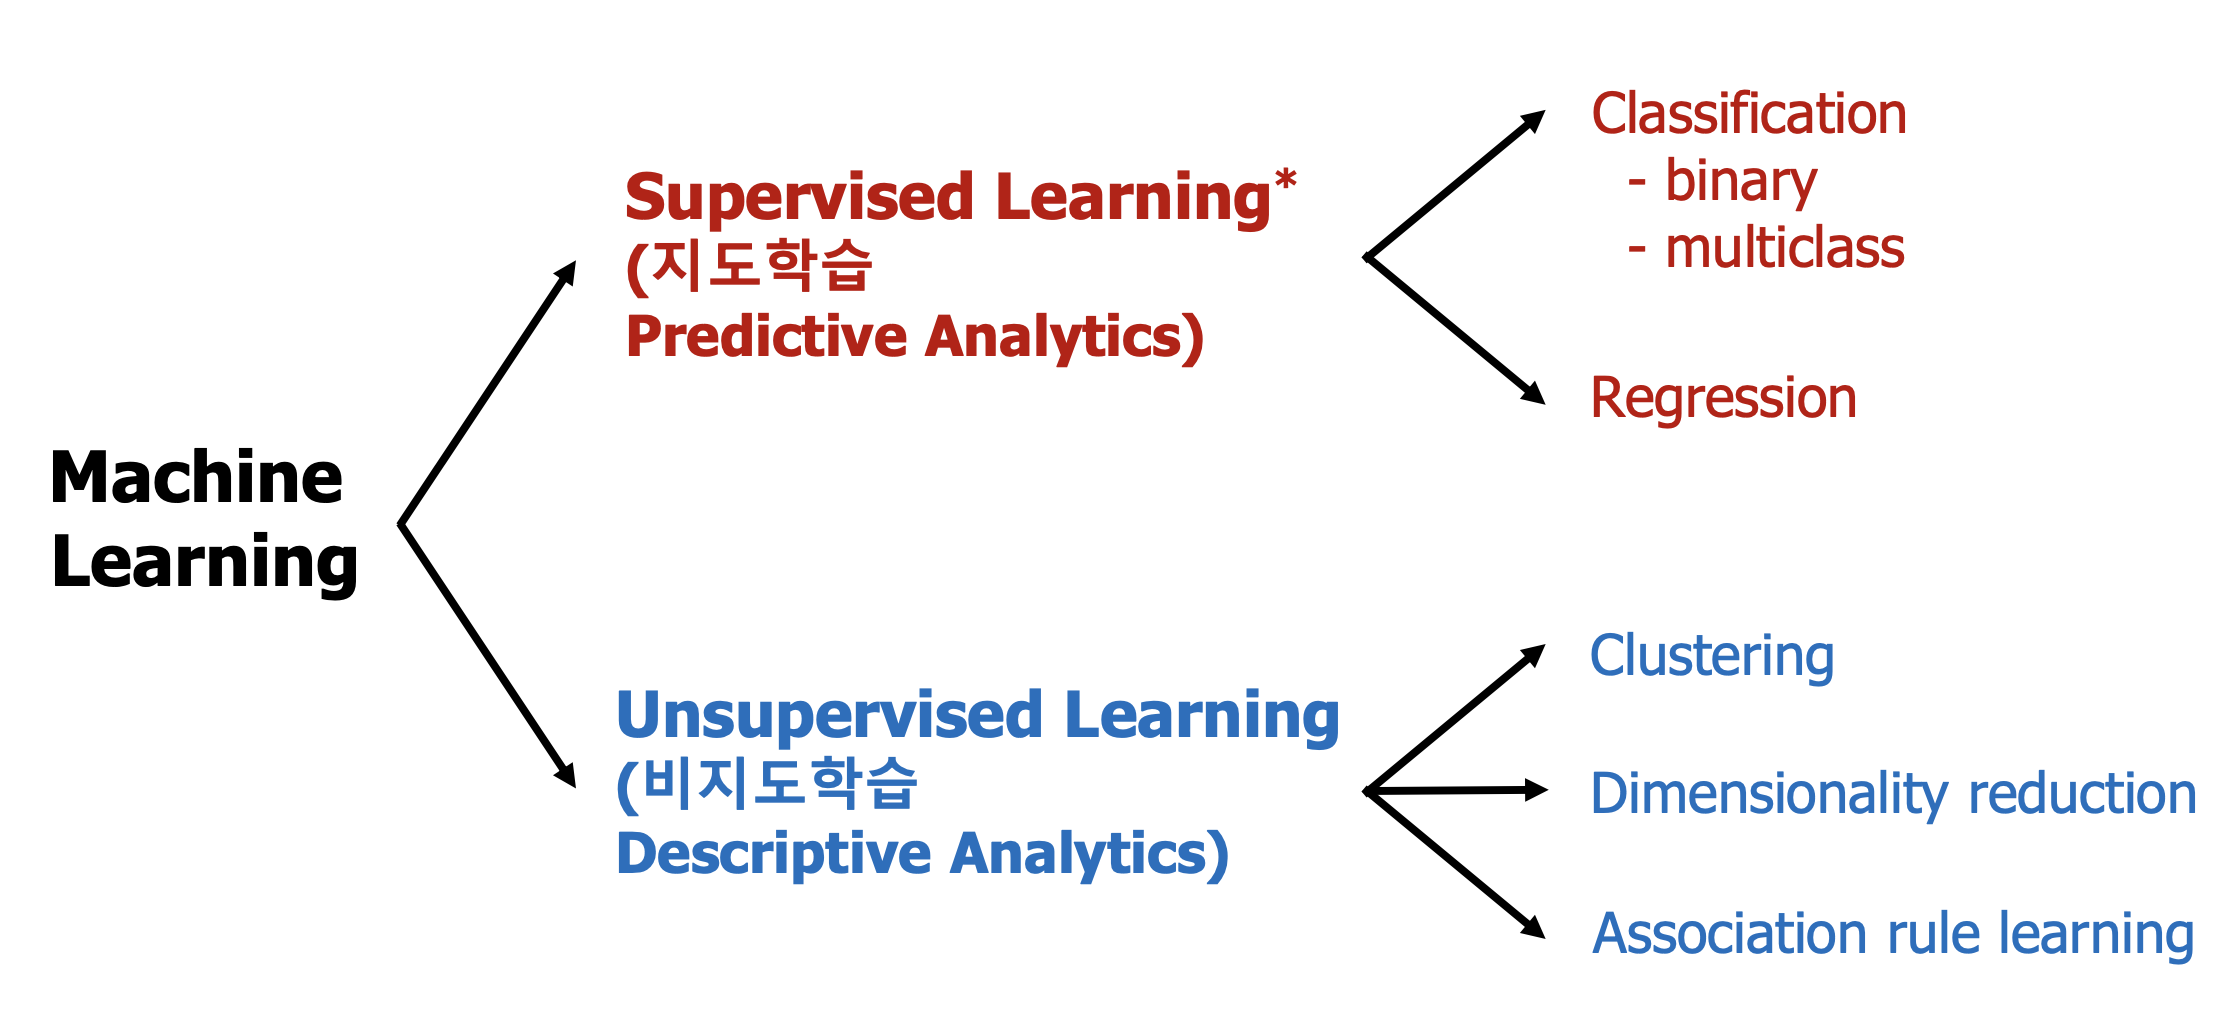 Machine
Learning
Supervised Learning*
(지도학습
Predictive Analytics)
Classification
- binary
- multiclass
Regression
Unsupervised Learning
(비지도학습
Descriptive Analytics)
Clustering
Dimensionality reduction
Association rule learning